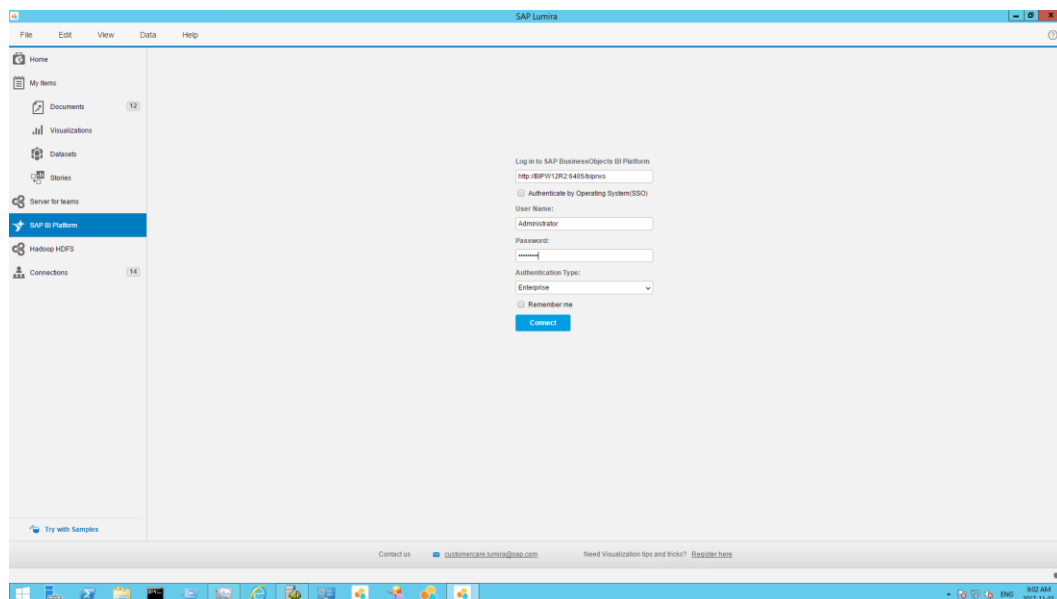 SAP Lumira
File Edit View Data Help
Home
My Items
Documents 12
Visualizations
Datasets
Stories
Server for teams
SAP BI Platform
Hadoop HDFS
Connections 14
Log in to SAP BusinessObjects BI Platform
http://BIPW12R2:6405/biprws
Authenticate by Operating System(SSO)
User Name:
Administrator
Password:
Authentication Type:
Enterprise
Remember me
Connect
Try with Samples
Contact us customercare.lumira@sap.com Need Visualization tips and tricks? Register here
ENG 9:02 AM